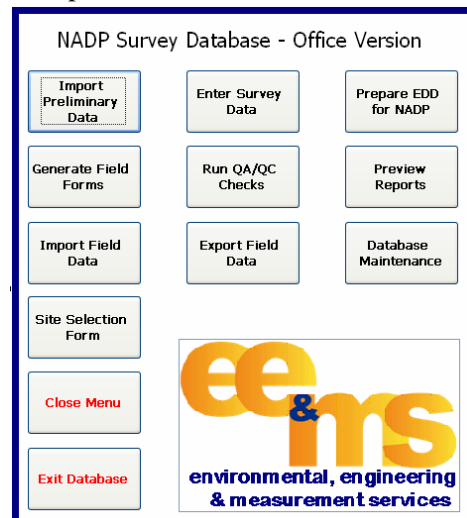 NADP Survey Database - Office Version
Import
Preliminary
Data
Enter Survey
Data
Prepare EDD
for NADP
Generate Field
Forms
Run QA/QC
Checks
Preview
Reports
Import Field
Data
Export Field
Data
Database
Maintenance
Site Selection
Form
Close Menu
Exit Database
ee&ms
environmental, engineering
& measurement services